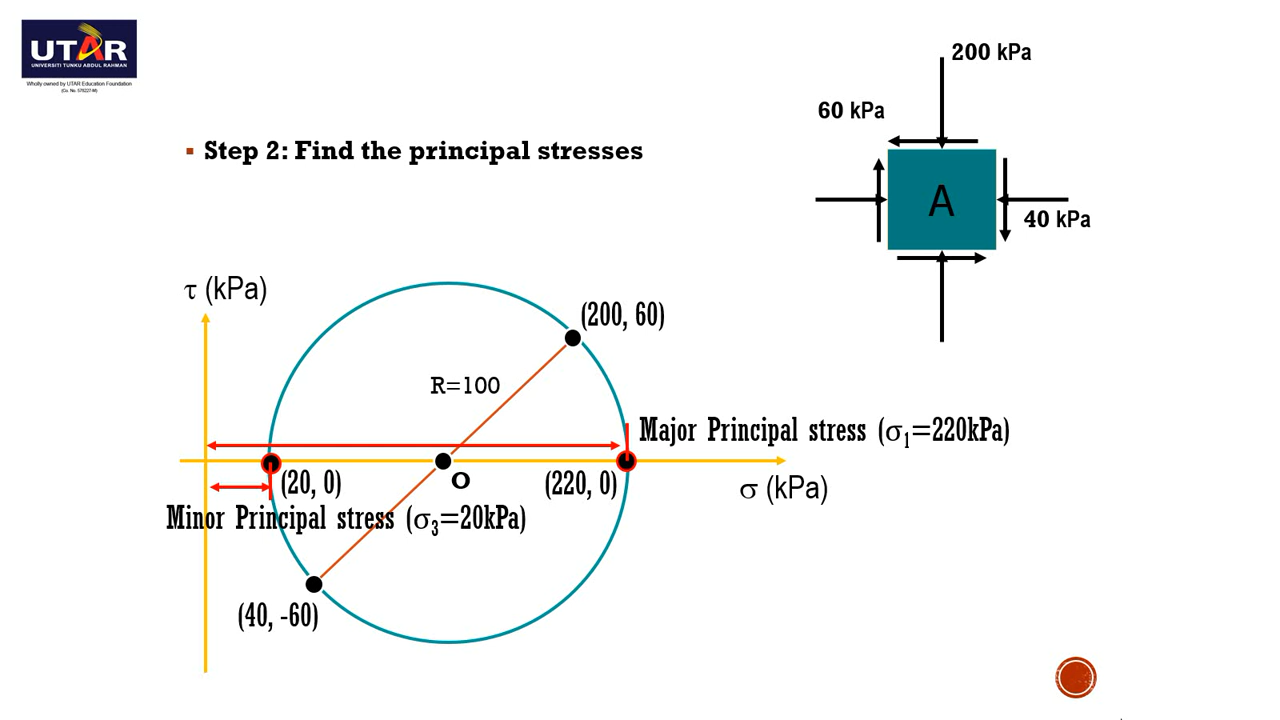 UTAR
UNIVERSITI TUNKU ABDUL RAHMAN
Wholly owned by UTAR Education Foundation
(Co. No. 578227-M)
200 kPa
60 kPa
▪ Step 2: Find the principal stresses
A
40 kPa
τ (kPa)
(200, 60)
R=100
Major Principal stress (σ₁=220kPa)
(20, 0)
O
(220, 0)
σ (kPa)
Minor Principal stress (σ₃=20kPa)
(40, -60)